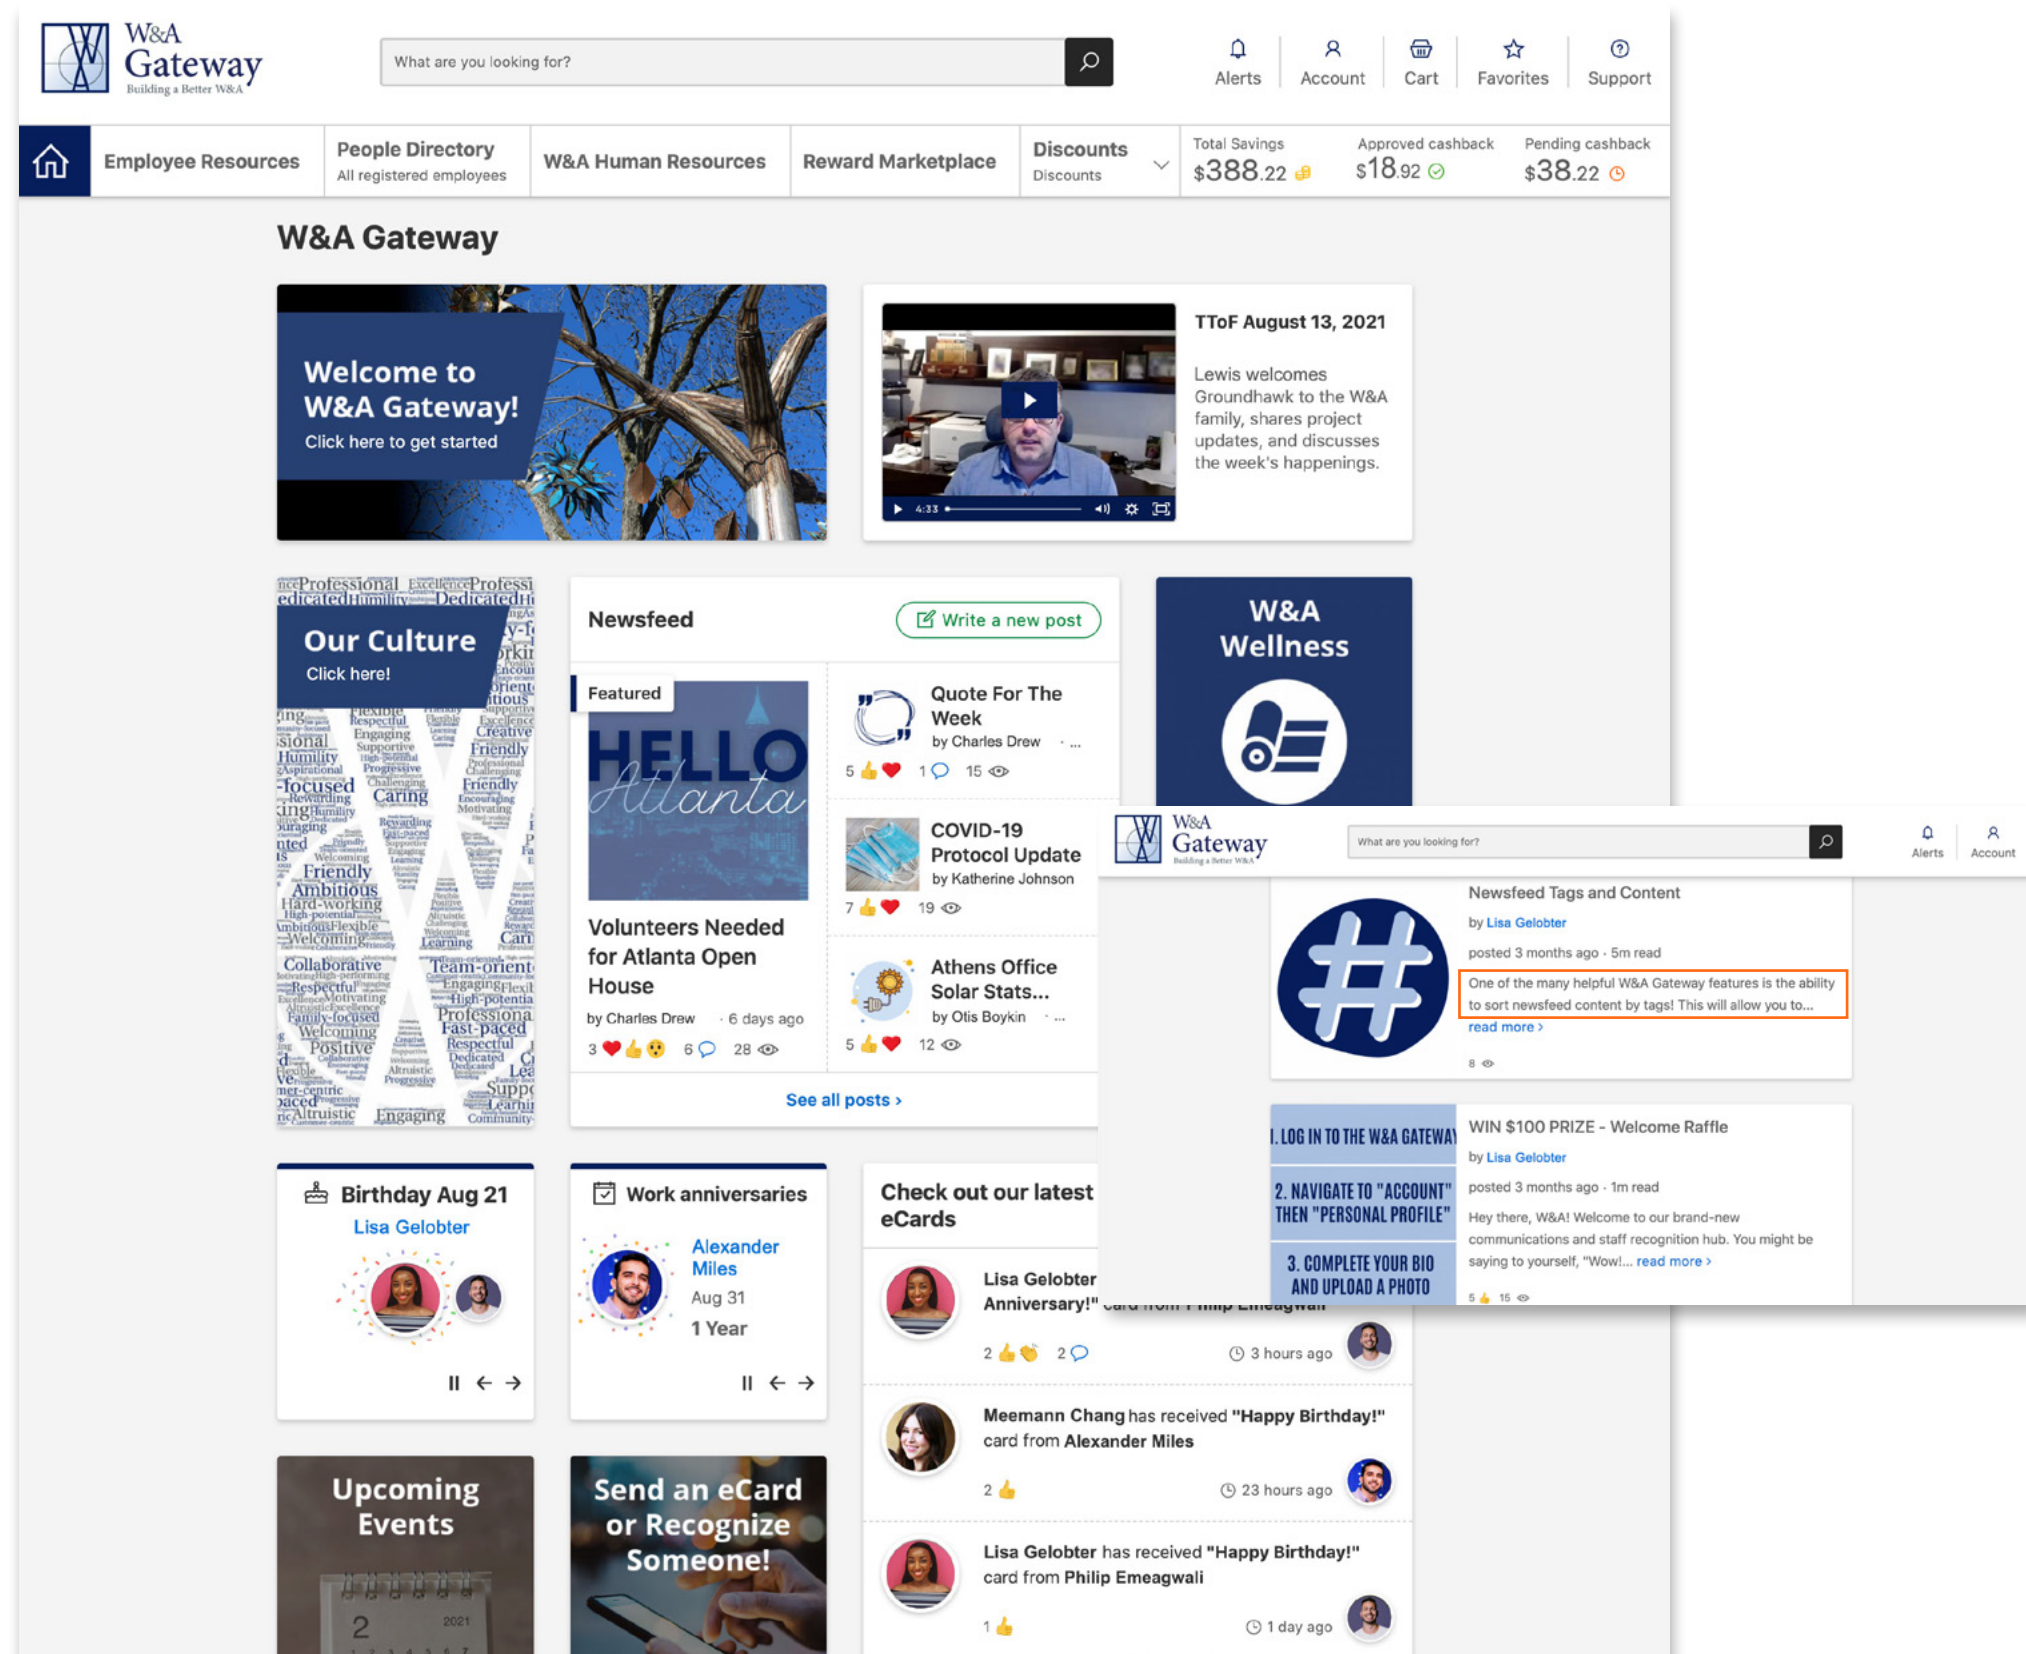 W&A
Gateway
Building a Better W&A
What are you looking for?
Alerts
Account
Cart
Favorites
Support
Employee Resources
People Directory
All registered employees
W&A Human Resources
Reward Marketplace
Discounts
Discounts
Total Savings
$388.22
Approved cashback
$18.92
Pending cashback
$38.22
W&A Gateway
Welcome to
W&A Gateway!
Click here to get started
4:33
TToF August 13, 2021
Lewis welcomes
Groundhawk to the W&A
family, shares project
updates, and discusses
the week's happenings.
Our Culture
Click here!
Newsfeed
Write a new post
Featured
HELLO
Atlanta
Volunteers Needed
for Atlanta Open
House
by Charles Drew · 6 days ago
3 6 28
Quote For The
Week
by Charles Drew · ...
5 1 15
COVID-19
Protocol Update
by Katherine Johnson
7 19
Athens Office
Solar Stats...
by Otis Boykin · ...
5 12
See all posts ›
W&A
Wellness
Birthday Aug 21
Lisa Gelobter
Work anniversaries
Alexander
Miles
Aug 31
1 Year
Check out our latest
eCards
Lisa Gelobter
Anniversary!" card from Philip Emeagwali
2 2 3 hours ago
Meemann Chang has received "Happy Birthday!"
card from Alexander Miles
2 23 hours ago
Lisa Gelobter has received "Happy Birthday!"
card from Philip Emeagwali
1 1 day ago
Upcoming
Events
2 2021
Send an eCard
or Recognize
Someone!
W&A
Gateway
Building a Better W&A
What are you looking for?
Alerts
Account
Newsfeed Tags and Content
by Lisa Gelobter
posted 3 months ago · 5m read
One of the many helpful W&A Gateway features is the ability
to sort newsfeed content by tags! This will allow you to...
read more ›
8
1. LOG IN TO THE W&A GATEWAY
2. NAVIGATE TO "ACCOUNT"
THEN "PERSONAL PROFILE"
3. COMPLETE YOUR BIO
AND UPLOAD A PHOTO
WIN $100 PRIZE - Welcome Raffle
by Lisa Gelobter
posted 3 months ago · 1m read
Hey there, W&A! Welcome to our brand-new
communications and staff recognition hub. You might be
saying to yourself, "Wow!... read more ›
5 15